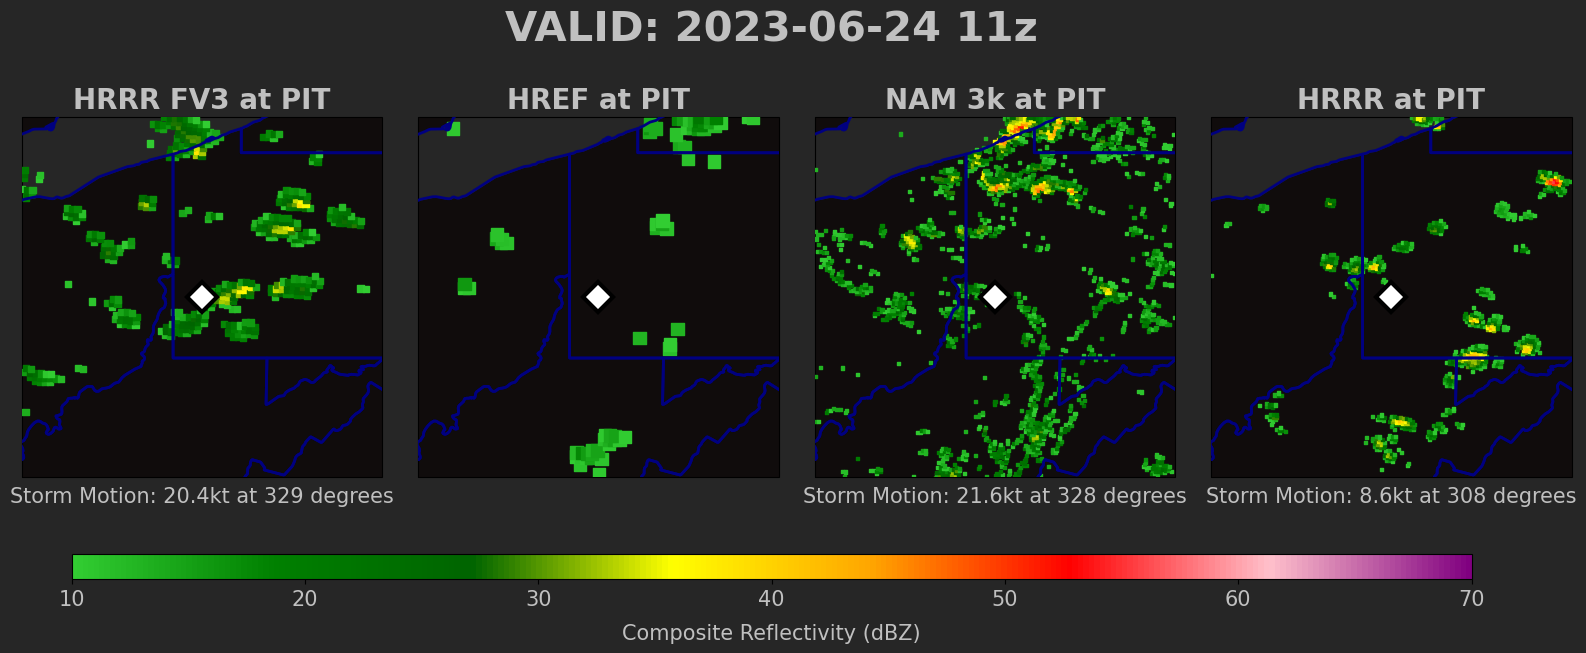 VALID: 2023-06-24 11z
HRRR FV3 at PIT
HREF at PIT
NAM 3k at PIT
HRRR at PIT
Storm Motion: 20.4kt at 329 degrees
Storm Motion: 21.6kt at 328 degrees
Storm Motion: 8.6kt at 308 degrees
10 20 30 40 50 60 70
Composite Reflectivity (dBZ)